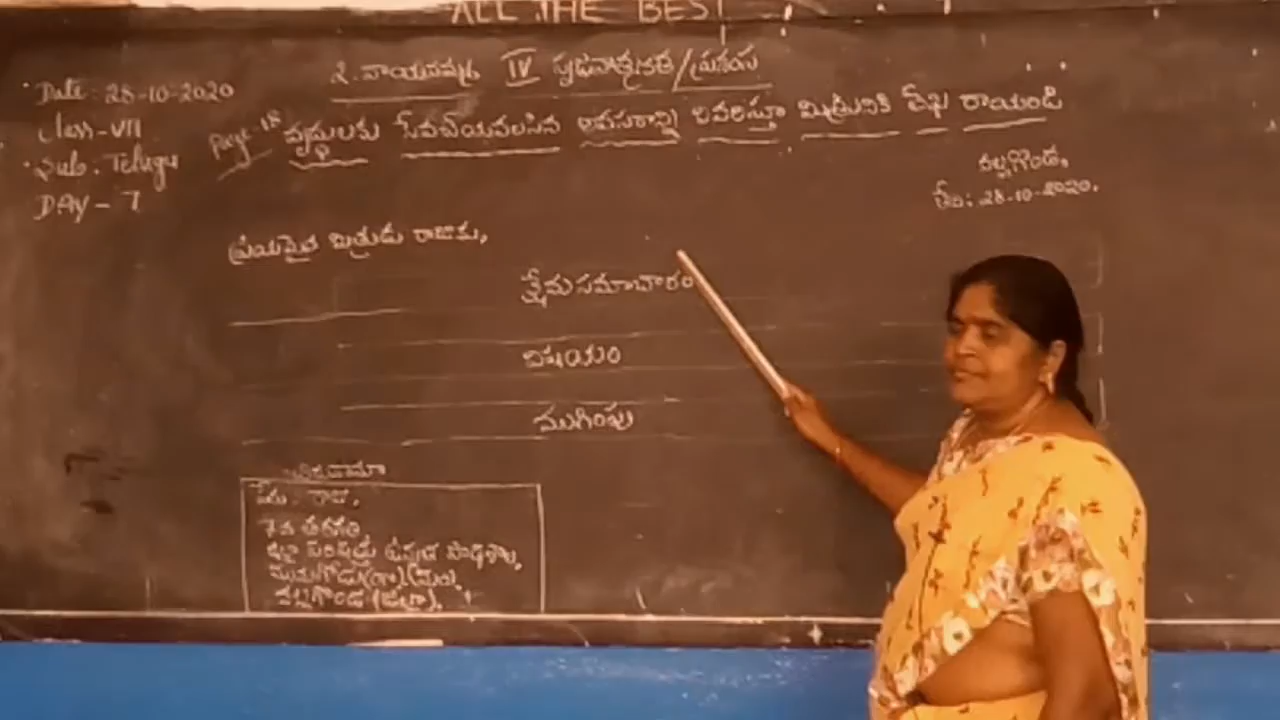 ALL THE BEST
2. నాయనమ్మ IV సృజనాత్మకత/ప్రశంస
Date: 28-10-2020
Class-VII
Sub. Telugu
DAY-7
Page-18 వృద్ధులకు సేవచేయవలసిన అవసరాన్ని వివరిస్తూ మిత్రునికి లేఖ రాయండి
నల్లగొండ,
తేది: 28-10-2020.
ప్రియమైన మిత్రుడు రాజుకు,
క్షేమసమాచారం
విషయం
ముగింపు
చిరునామా
పేరు. రాజు,
7వ తరగతి
జిల్లా పరిషత్తు ఉన్నత పాఠశాల,
మునుగోడు(గ్రా),(మం),
నల్లగొండ (జిల్లా).